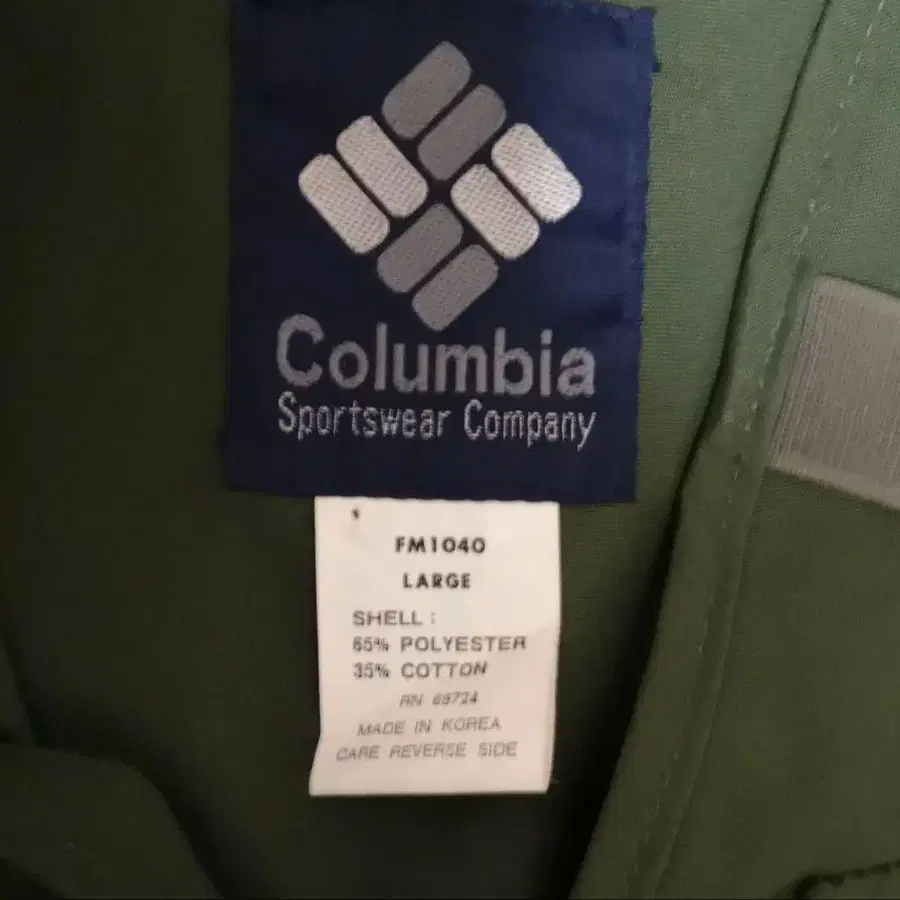 Columbia
Sportswear Company
FM1040
LARGE
SHELL :
65% POLYESTER
35% COTTON
RN 69724
MADE IN KOREA
CARE REVERSE SIDE